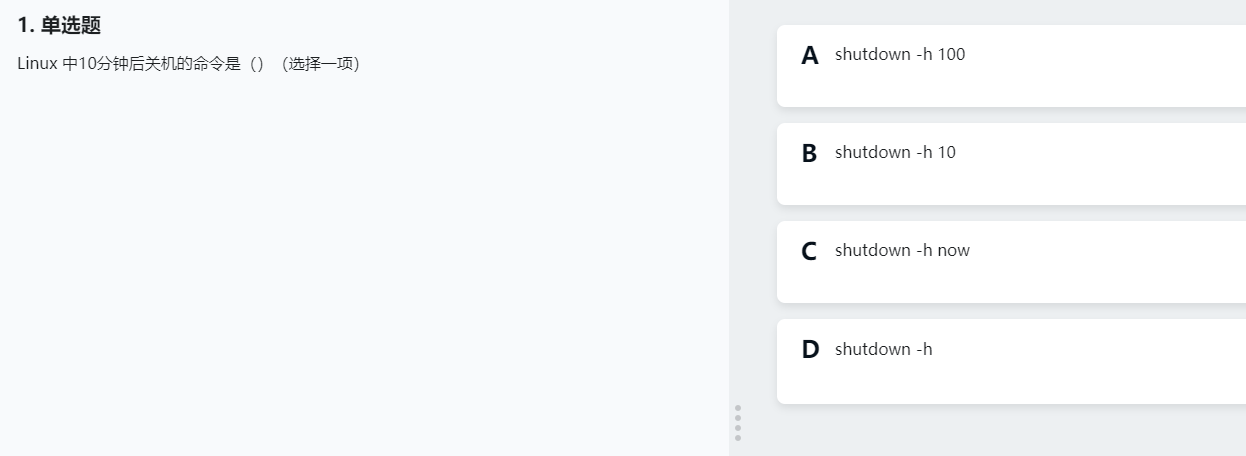 1. 单选题
Linux 中10分钟后关机的命令是（）（选择一项）
A shutdown -h 100
B shutdown -h 10
C shutdown -h now
D shutdown -h